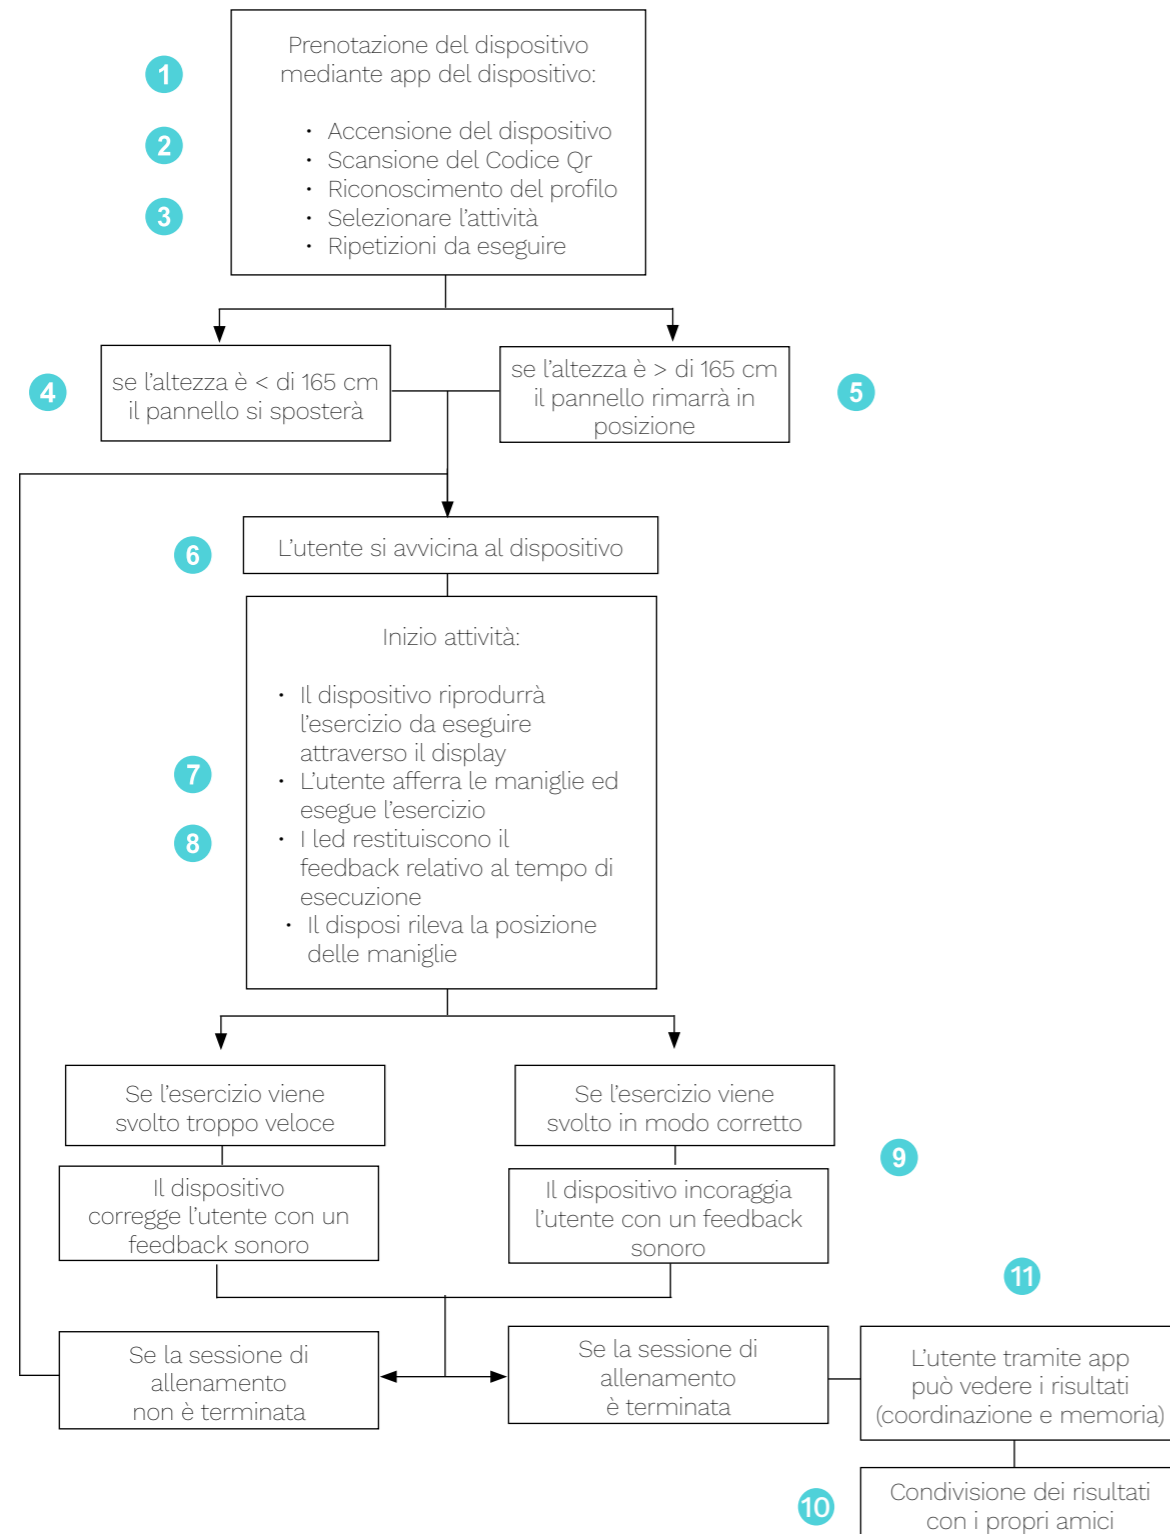 Prenotazione del dispositivo
mediante app del dispositivo:
1
2
3
• Accensione del dispositivo
• Scansione del Codice Qr
• Riconoscimento del profilo
• Selezionare l'attività
• Ripetizioni da eseguire
4
se l'altezza è < di 165 cm
il pannello si sposterà
se l'altezza è > di 165 cm
il pannello rimarrà in
posizione
5
6
L'utente si avvicina al dispositivo
Inizio attività:
• Il dispositivo riprodurrà
l'esercizio da eseguire
attraverso il display
7
• L'utente afferra le maniglie ed
esegue l'esercizio
8
• I led restituiscono il
feedback relativo al tempo di
esecuzione
• Il disposi rileva la posizione
delle maniglie
Se l'esercizio viene
svolto troppo veloce
Se l'esercizio viene
svolto in modo corretto
9
Il dispositivo
corregge l'utente con un
feedback sonoro
Il dispositivo incoraggia
l'utente con un feedback
sonoro
11
Se la sessione di
allenamento
non è terminata
Se la sessione di
allenamento
è terminata
L'utente tramite app
può vedere i risultati
(coordinazione e memoria)
10
Condivisione dei risultati
con i propri amici